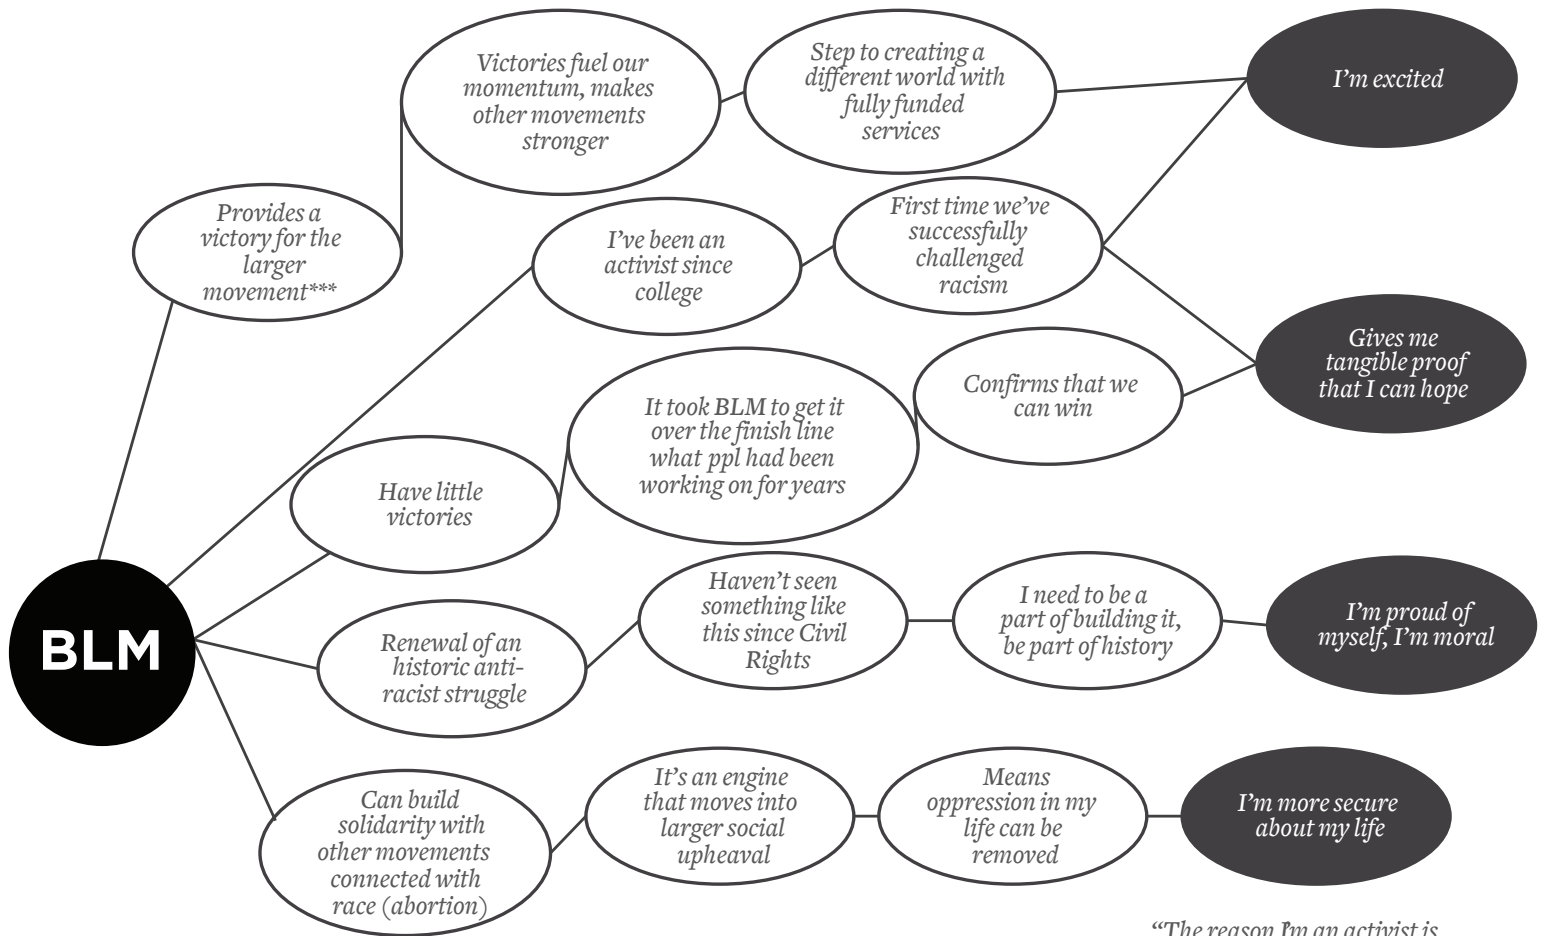 Victories fuel our
momentum, makes
other movements
stronger
Step to creating a
different world with
fully funded
services
I'm excited
Provides a
victory for the
larger
movement***
I've been an
activist since
college
First time we've
successfully
challenged
racism
Gives me
tangible proof
that I can hope
Confirms that we
can win
It took BLM to get it
over the finish line
what ppl had been
working on for years
Have little
victories
BLM
Renewal of an
historic anti-
racist struggle
Haven't seen
something like
this since Civil
Rights
I need to be a
part of building it,
be part of history
I'm proud of
myself, I'm moral
Can build
solidarity with
other movements
connected with
race (abortion)
It's an engine
that moves into
larger social
upheaval
Means
oppression in my
life can be
removed
I'm more secure
about my life
“The reason I'm an activist is